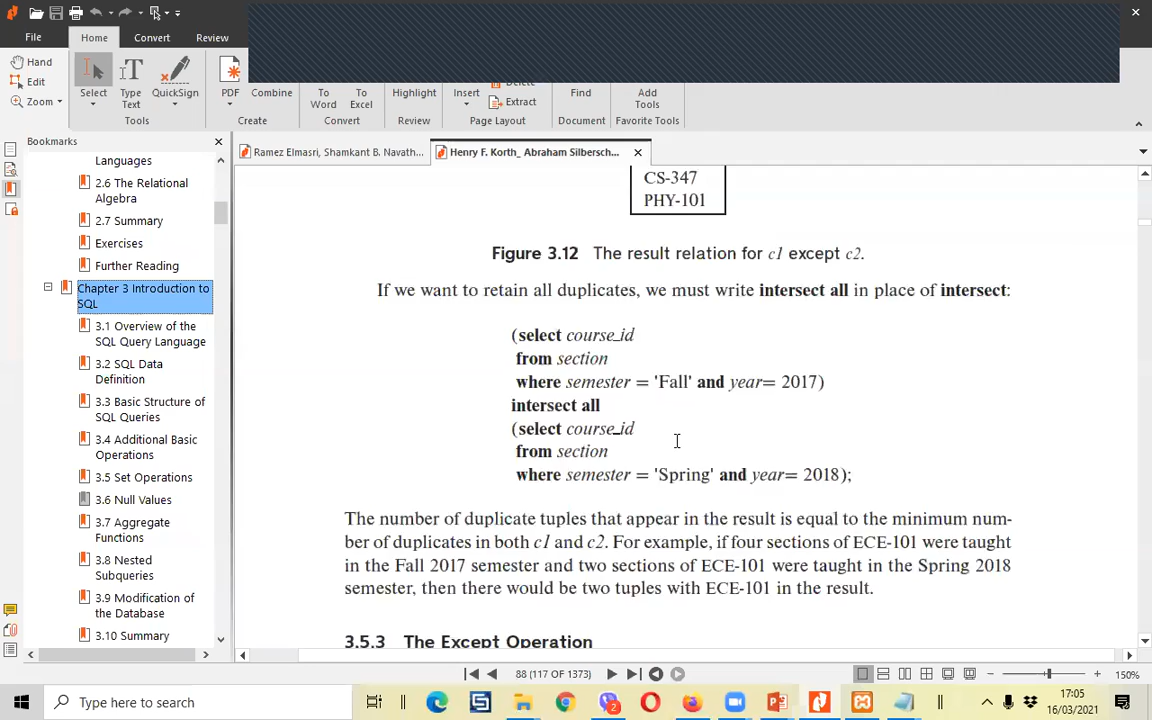 File
Home
Convert
Review
Hand
Edit
Zoom
Select
Type
Text
QuickSign
Tools
PDF
Combine
Create
To
Word
To
Excel
Convert
Highlight
Review
Insert
Delete
Extract
Page Layout
Find
Document
Add
Tools
Favorite Tools
Bookmarks
Languages
2.6 The Relational
Algebra
2.7 Summary
Exercises
Further Reading
Chapter 3 Introduction to
SQL
3.1 Overview of the
SQL Query Language
3.2 SQL Data
Definition
3.3 Basic Structure of
SQL Queries
3.4 Additional Basic
Operations
3.5 Set Operations
3.6 Null Values
3.7 Aggregate
Functions
3.8 Nested
Subqueries
3.9 Modification of
the Database
3.10 Summary
Ramez Elmasri, Shamkant B. Navath...
Henry F. Korth_ Abraham Silbersch...
CS-347
PHY-101
Figure 3.12 The result relation for c1 except c2.
If we want to retain all duplicates, we must write intersect all in place of intersect:
(select course_id
from section
where semester = 'Fall' and year= 2017)
intersect all
(select course_id
from section
where semester = 'Spring' and year= 2018);
The number of duplicate tuples that appear in the result is equal to the minimum num-
ber of duplicates in both c1 and c2. For example, if four sections of ECE-101 were taught
in the Fall 2017 semester and two sections of ECE-101 were taught in the Spring 2018
semester, then there would be two tuples with ECE-101 in the result.
3.5.3 The Except Operation
88 (117 OF 1373)
150%
Type here to search
2
17:05
16/03/2021